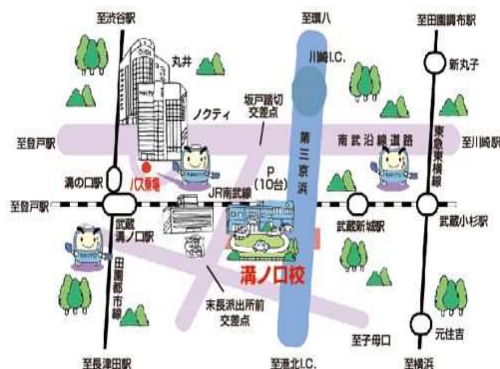 至渋谷駅
至環八
至田園調布駅
丸井
川崎I.C.
新丸子
ノクティ
坂戸踏切
交差点
至登戸駅
第三京浜
南武沿線道路
至川崎駅
東急東横線
溝の口駅
バス乗場
P
(10台)
JR南武線
至登戸駅
武蔵
溝ノ口駅
武蔵新城駅
武蔵小杉駅
溝ノ口校
田園都市線
末長派出所前
交差点
元住吉
至子母口
至長津田駅
至港北I.C.
至横浜